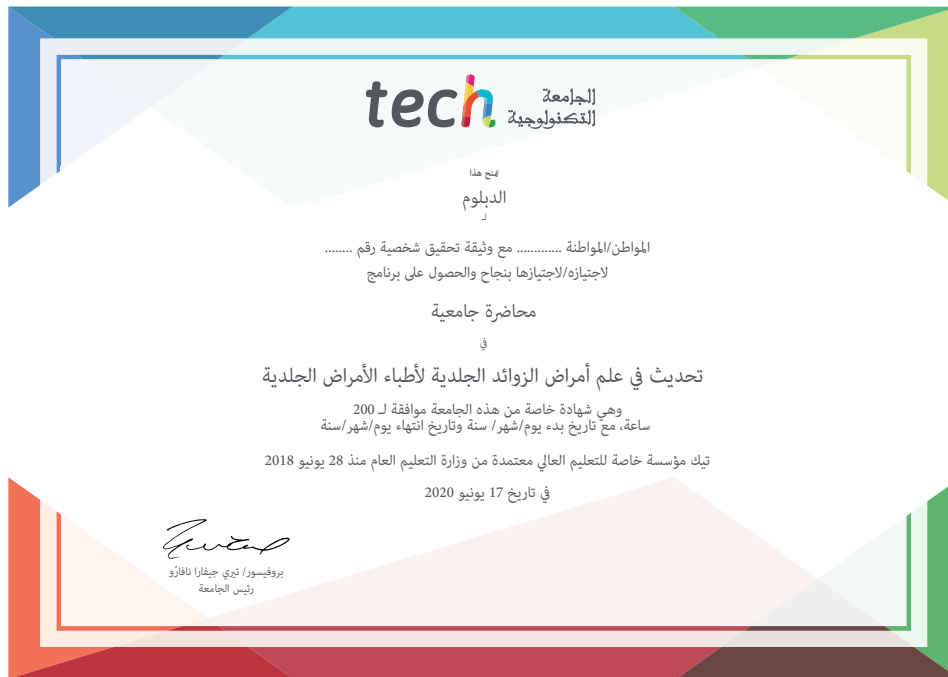 tech الجامعة
التكنولوجية
يمنح هذا
الدبلوم
لـ
المواطن/المواطنة ............ مع وثيقة تحقيق شخصية رقم ........
لاجتيازه/لاجتيازها بنجاح والحصول على برنامج
محاضرة جامعية
في
تحديث في علم أمراض الزوائد الجلدية لأطباء الأمراض الجلدية
وهي شهادة خاصة من هذه الجامعة موافقة لـ 200
ساعة، مع تاريخ بدء يوم/شهر/ سنة وتاريخ انتهاء يوم/شهر/سنة
تيك مؤسسة خاصة للتعليم العالي معتمدة من وزارة التعليم العام منذ 28 يونيو 2018
في تاريخ 17 يونيو 2020
بروفيسور/ تيري جيفارا نافارّو
رئيس الجامعة